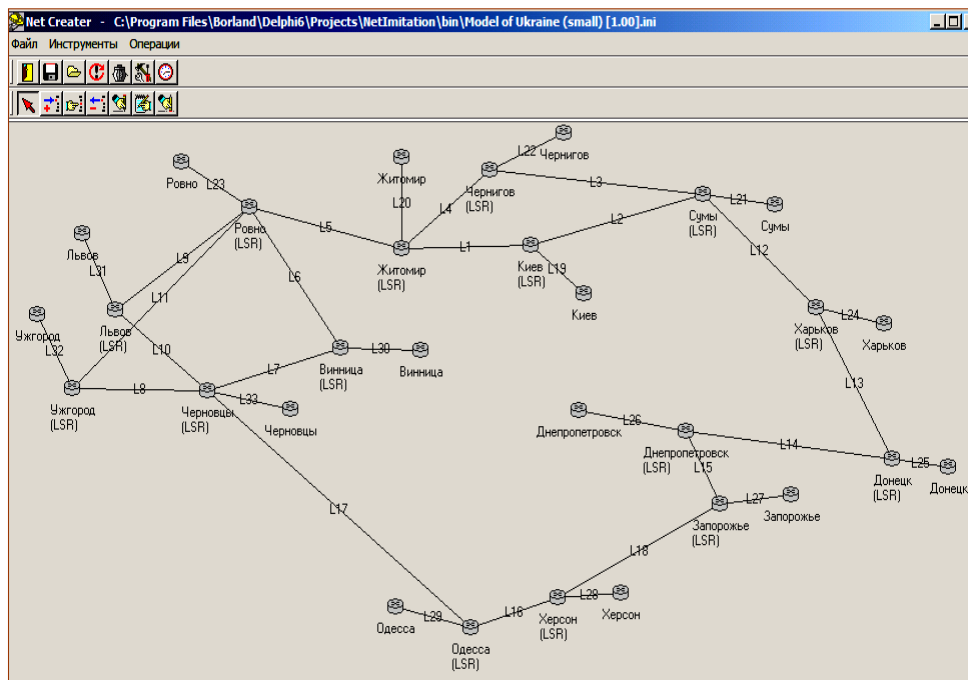 Net Creater - C:\Program Files\Borland\Delphi6\Projects\NetImitation\bin\Model of Ukraine (small) [1.00].ini
Файл Инструменты Операции
L22
Чернигов
Житомир
Ровно
L23
L20
L4
Чернигов
(LSR)
L3
L21
Сумы
(LSR)
Сумы
L5
L2
Ровно
(LSR)
L1
Львов
L9
L31
Житомир
(LSR)
Киев
(LSR)
L19
L12
L6
L11
Киев
Ужгород
L32
Львов
(LSR)
L10
L24
Харьков
(LSR)
Харьков
L30
L7
Винница
(LSR)
Винница
L8
L33
L13
Ужгород
(LSR)
Черновцы
(LSR)
Черновцы
L26
Днепропетровск
L14
Днепропетровск
(LSR)
L15
L25
Донецк
(LSR)
Донецк
L27
Запорожье
L17
Запорожье
(LSR)
L18
L28
L29
L16
Одесса
Херсон
(LSR)
Херсон
Одесса
(LSR)